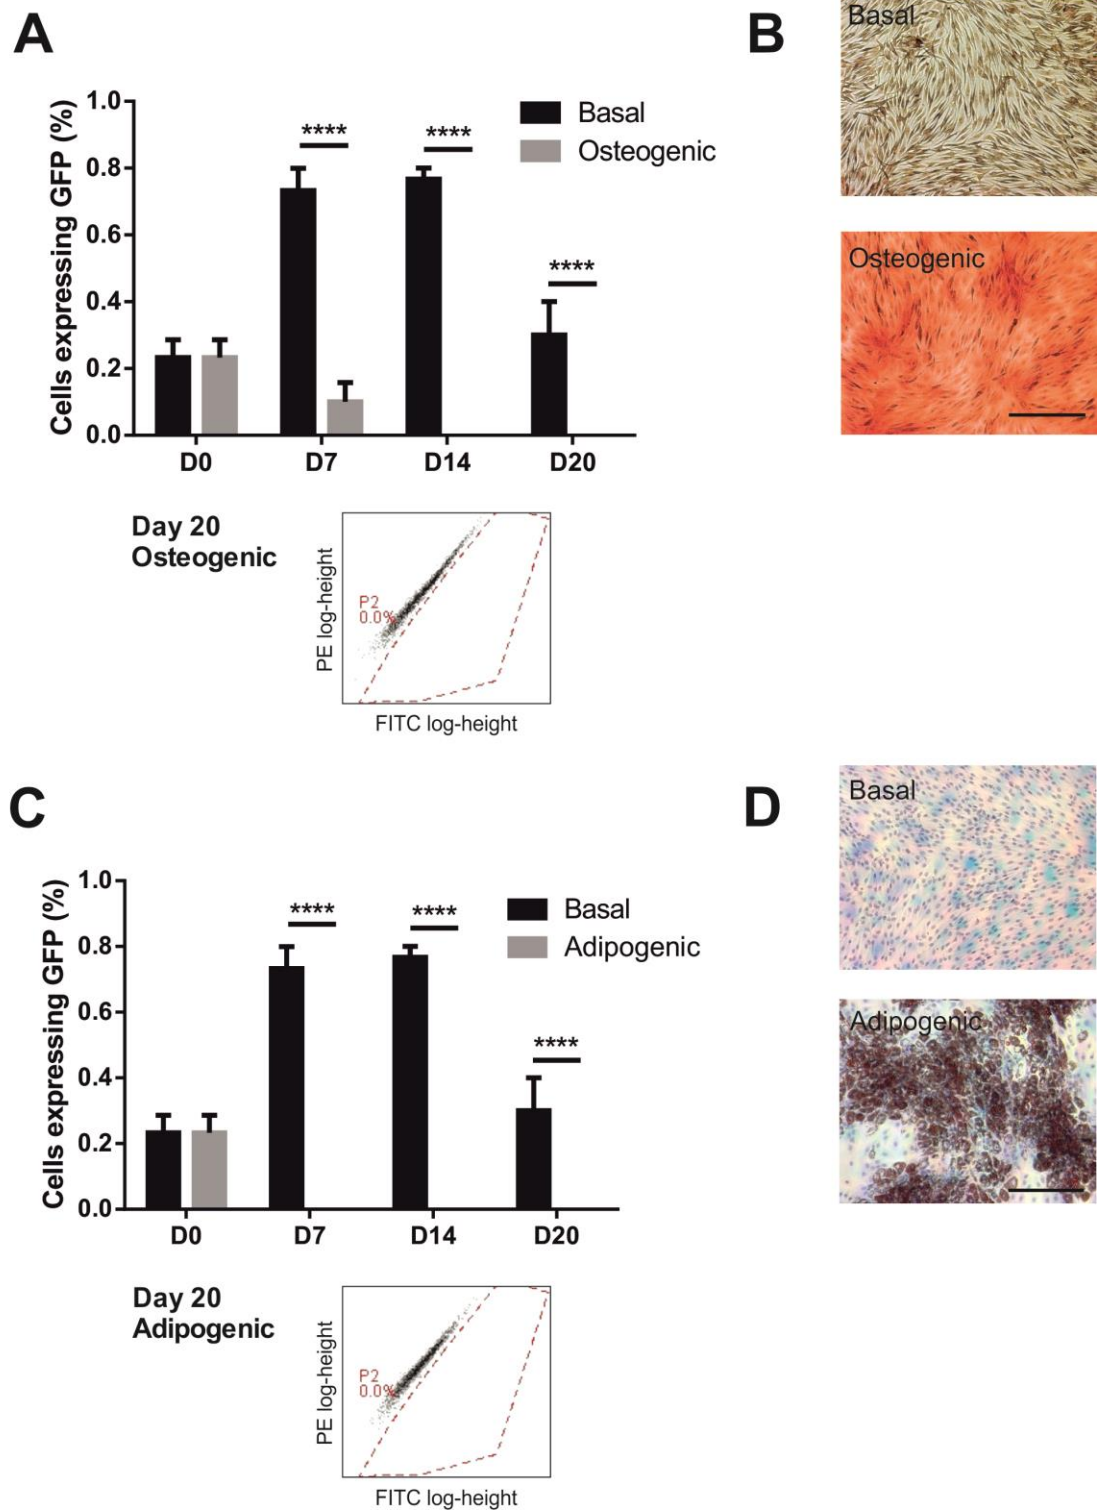 A
B
Basal
Cells expressing GFP (%)
1.0
0.8
0.6
0.4
0.2
0.0
****
****
****
Basal
Osteogenic
D0
D7
D14
D20
Osteogenic
Day 20
Osteogenic
PE log-height
P2
0.0%
FITC log-height
C
D
Basal
Cells expressing GFP (%)
1.0
0.8
0.6
0.4
0.2
0.0
****
****
****
Basal
Adipogenic
D0
D7
D14
D20
Adipogenic
Day 20
Adipogenic
PE log-height
P2
0.0%
FITC log-height